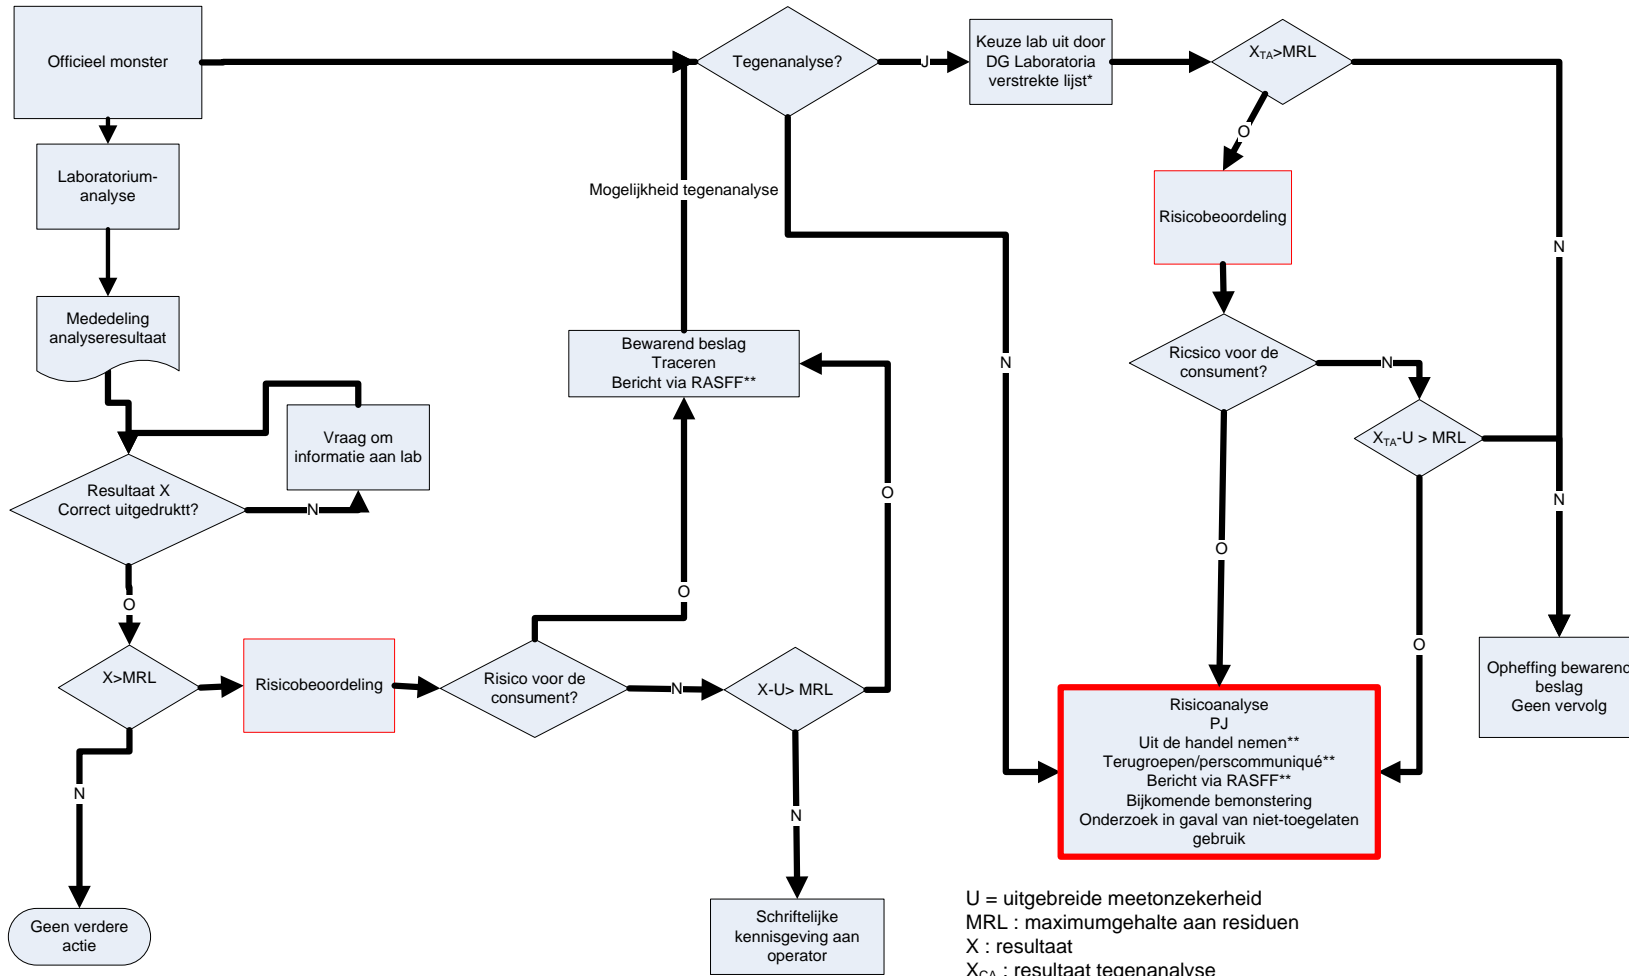 Officieel monster
Tegenanalyse?
J
Keuze lab uit door
DG Laboratoria
verstrekte lijst*
XTA>MRL
O
N
Laboratorium-
analyse
Mogelijkheid tegenanalyse
Risicobeoordeling
Mededeling
analyseresultaat
Bewarend beslag
Traceren
Bericht via RASFF**
N
Ricsico voor de
consument?
N
Vraag om
informatie aan lab
XTA-U > MRL
Resultaat X
Correct uitgedruktt?
N
O
N
O
O
O
O
X>MRL
Risicobeoordeling
Risico voor de
consument?
N
X-U> MRL
Opheffing bewarend
beslag
Geen vervolg
Risicoanalyse
PJ
Uit de handel nemen**
Terugroepen/perscommuniqué**
Bericht via RASFF**
Bijkomende bemonstering
Onderzoek in gaval van niet-toegelaten
gebruik
N
N
Geen verdere
actie
Schriftelijke
kennisgeving aan
operator
U = uitgebreide meetonzekerheid
MRL : maximumgehalte aan residuen
X : resultaat
XCA : resultaat tegenanalyse